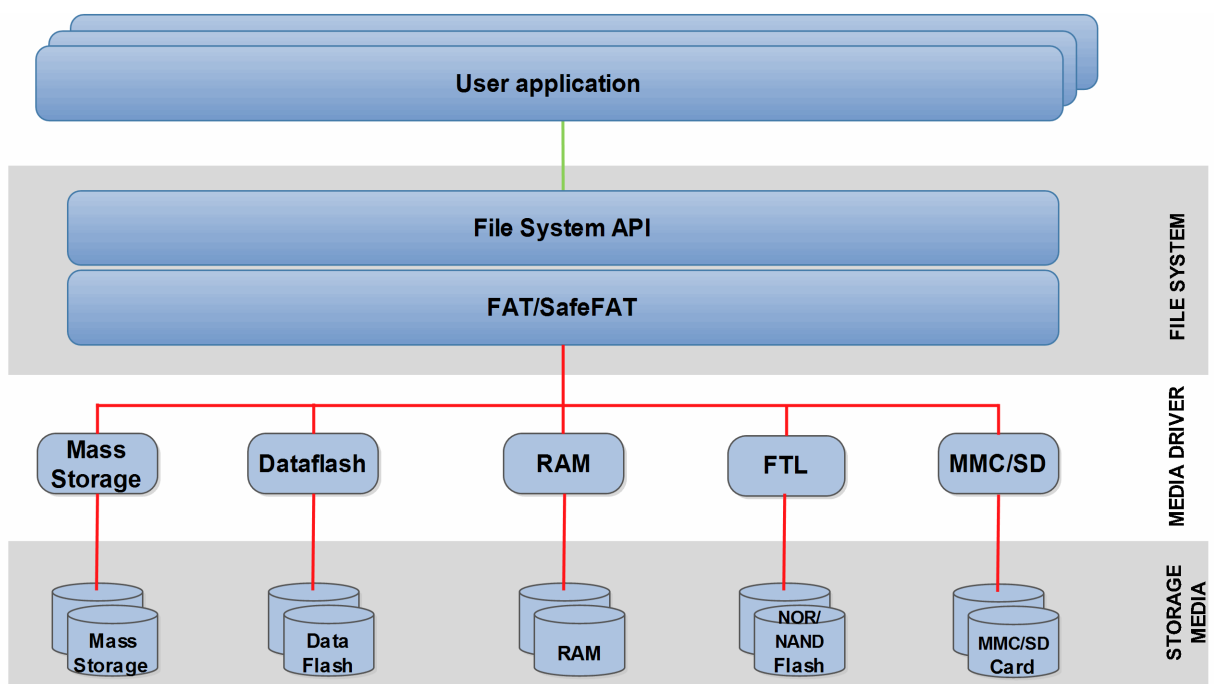 User application
File System API
FAT/SafeFAT
FILE SYSTEM
Mass
Storage
Dataflash
RAM
FTL
MMC/SD
MEDIA DRIVER
Mass
Storage
Data
Flash
RAM
NOR/
NAND
Flash
MMC/SD
Card
STORAGE
MEDIA